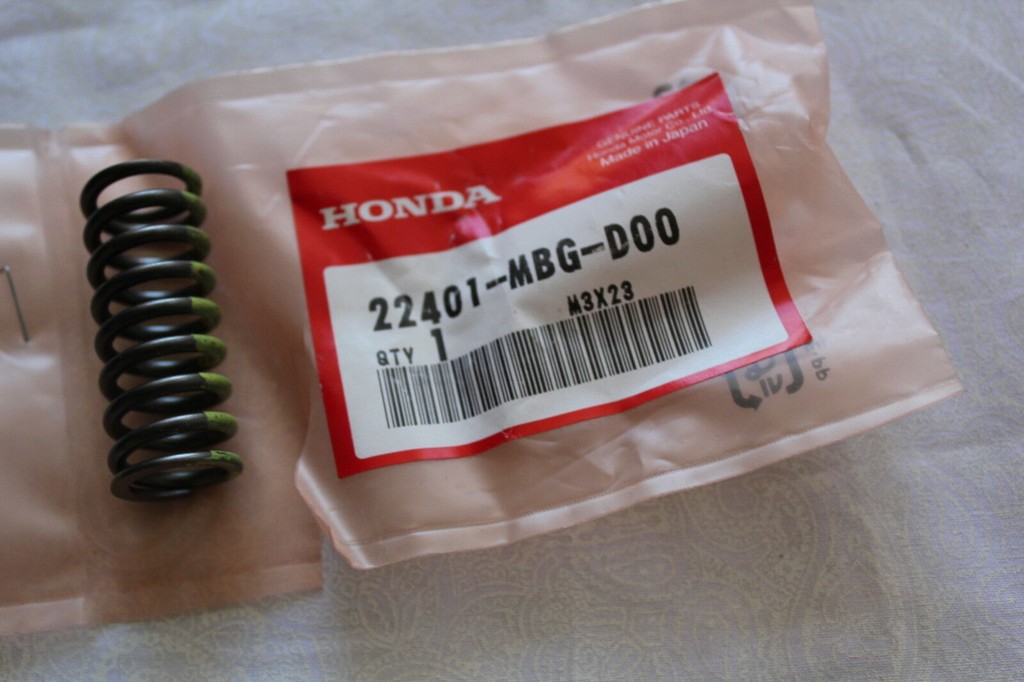 GENUINE PARTS
Honda Motor Co., Ltd.
Made in Japan
HONDA
22401-MBG-D00
M3X23
QTY 1